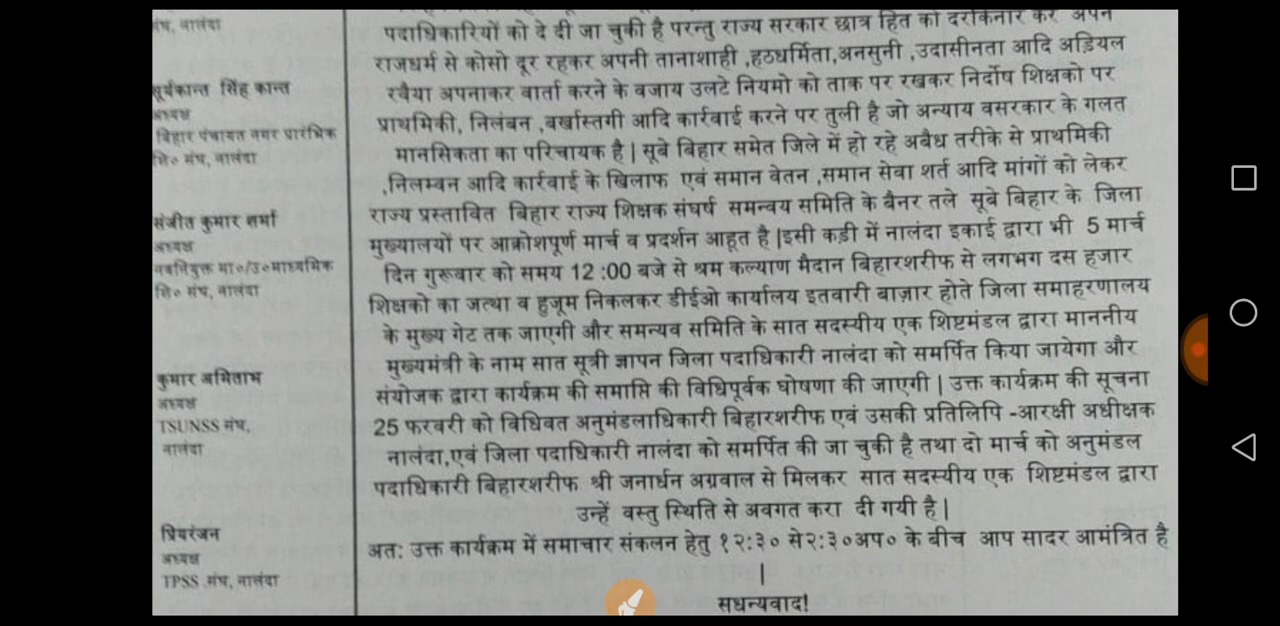 संघ, नालंदा
सूर्यकान्त सिंह कान्त
अध्यक्ष
बिहार पंचायत नगर प्रारंभिक
शि० संघ, नालंदा
संजीत कुमार शर्मा
अध्यक्ष
नवनियुक्त मा०/उ०माध्यमिक
शि० संघ, नालंदा
कुमार अमिताभ
अध्यक्ष
TSUNSS संघ,
नालंदा
प्रियरंजन
अध्यक्ष
TPSS संघ, नालंदा
पदाधिकारियों को दे दी जा चुकी है परन्तु राज्य सरकार छात्र हित को दरकिनार कर अपने
राजधर्म से कोसो दूर रहकर अपनी तानाशाही ,हठधर्मिता,अनसुनी ,उदासीनता आदि अड़ियल
रवैया अपनाकर वार्ता करने के वजाय उलटे नियमो को ताक पर रखकर निर्दोष शिक्षको पर
प्राथमिकी, निलंबन ,बर्खास्तगी आदि कार्रवाई करने पर तुली है जो अन्याय वसरकार के गलत
मानसिकता का परिचायक है | सूबे बिहार समेत जिले में हो रहे अबैध तरीके से प्राथमिकी
,निलम्बन आदि कार्रवाई के खिलाफ एवं समान वेतन ,समान सेवा शर्त आदि मांगों को लेकर
राज्य प्रस्तावित बिहार राज्य शिक्षक संघर्ष समन्वय समिति के बैनर तले सूबे बिहार के जिला
मुख्यालयों पर आक्रोशपूर्ण मार्च व प्रदर्शन आहूत है |इसी कड़ी में नालंदा इकाई द्वारा भी 5 मार्च
दिन गुरूवार को समय 12 :00 बजे से श्रम कल्याण मैदान बिहारशरीफ से लगभग दस हजार
शिक्षको का जत्था व हुजूम निकलकर डीईओ कार्यालय इतवारी बाज़ार होते जिला समाहरणालय
के मुख्य गेट तक जाएगी और समन्यव समिति के सात सदस्यीय एक शिष्टमंडल द्वारा माननीय
मुख्यमंत्री के नाम सात सूत्री ज्ञापन जिला पदाधिकारी नालंदा को समर्पित किया जायेगा और
संयोजक द्वारा कार्यक्रम की समाप्ति की विधिपूर्वक घोषणा की जाएगी | उक्त कार्यक्रम की सूचना
25 फरवरी को विधिवत अनुमंडलाधिकारी बिहारशरीफ एवं उसकी प्रतिलिपि -आरक्षी अधीक्षक
नालंदा,एवं जिला पदाधिकारी नालंदा को समर्पित की जा चुकी है तथा दो मार्च को अनुमंडल
पदाधिकारी बिहारशरीफ श्री जनार्धन अग्रवाल से मिलकर सात सदस्यीय एक शिष्टमंडल द्वारा
उन्हें वस्तु स्थिति से अवगत करा दी गयी है |
अत: उक्त कार्यक्रम में समाचार संकलन हेतु १२:३० से२:३०अप० के बीच आप सादर आमंत्रित है
|
सधन्यवाद!